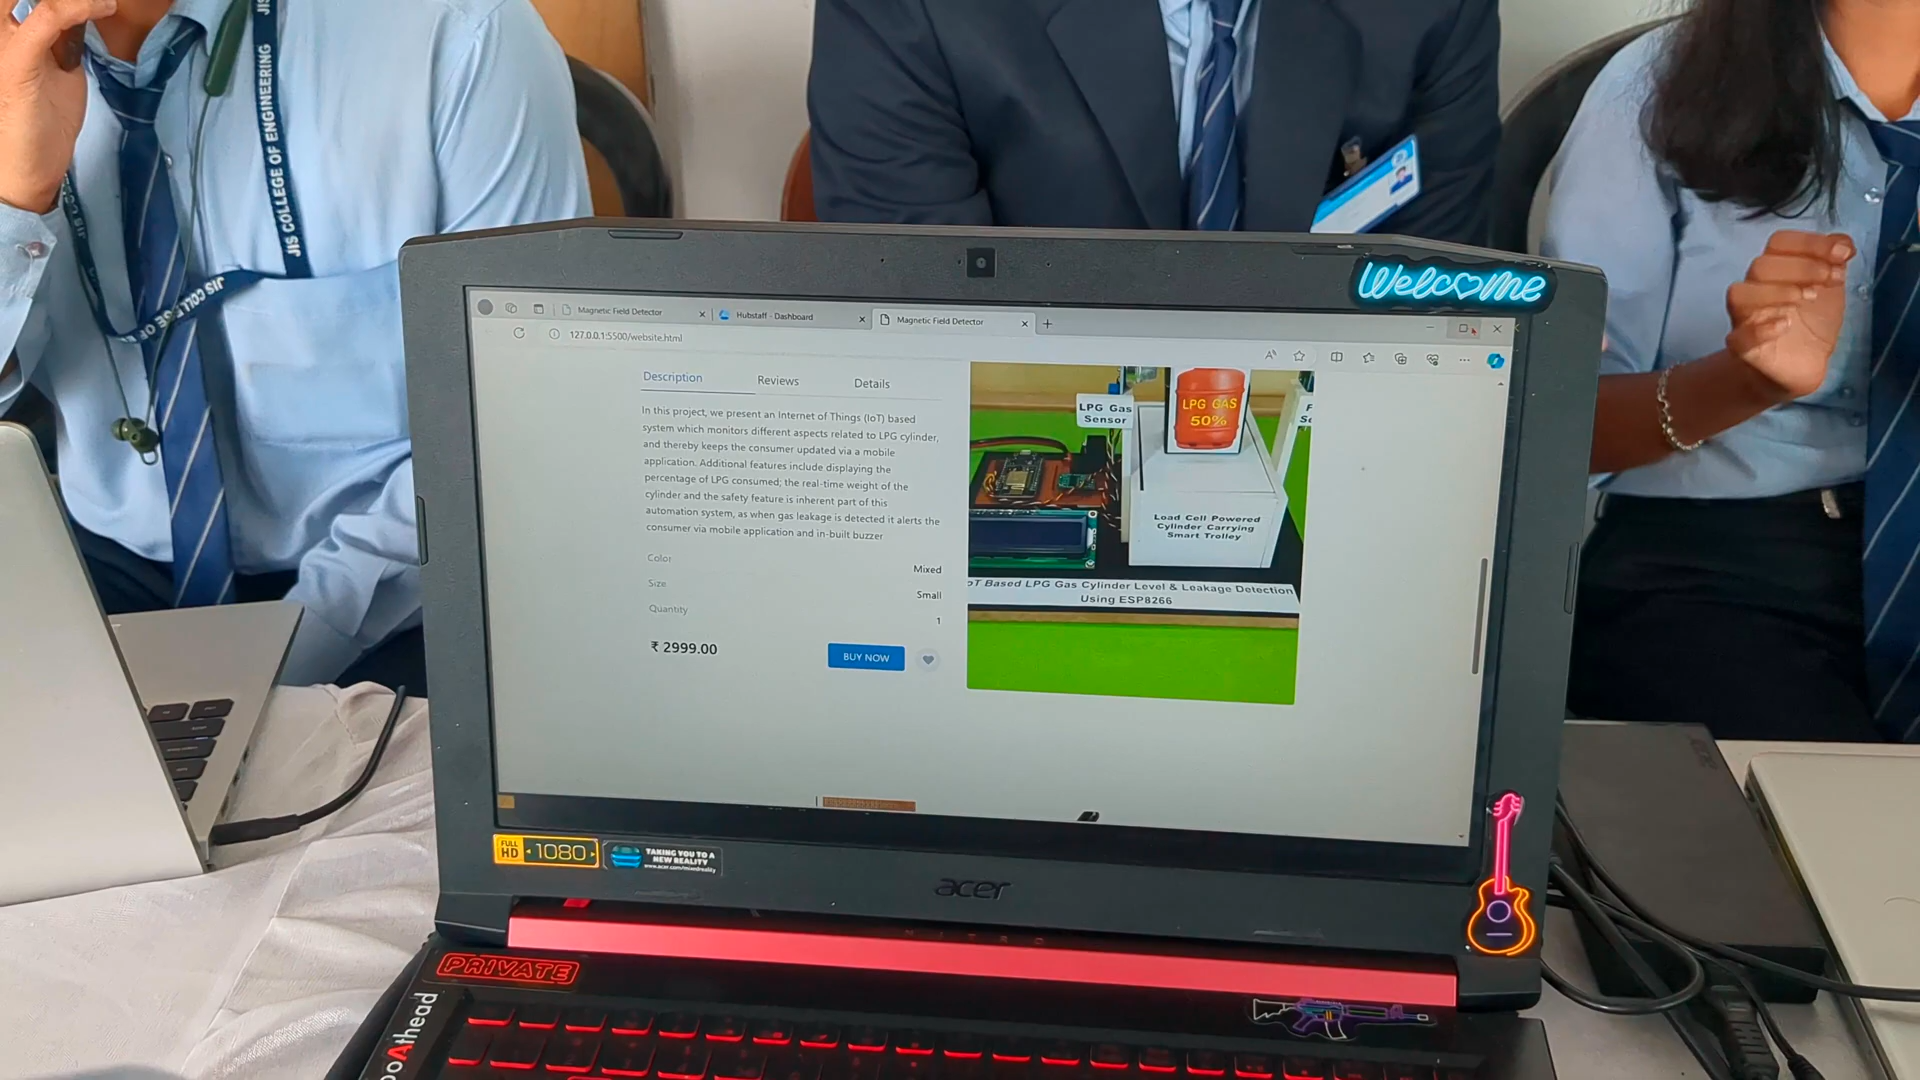 JIS COLLEGE OF ENGINEERING
JIS COLLEGE OF
Welcome
Magnetic Field Detector
Hubstaff - Dashboard
Magnetic Field Detector
127.0.0.1:5500/website.html
Description
Reviews
Details
In this project, we present an Internet of Things (IoT) based
system which monitors different aspects related to LPG cylinder,
and thereby keeps the consumer updated via a mobile
application. Additional features include displaying the
percentage of LPG consumed; the real-time weight of the
cylinder and the safety feature is inherent part of this
automation system, as when gas leakage is detected it alerts the
consumer via mobile application and in-built buzzer
Color
Mixed
Size
Small
Quantity
1
₹ 2999.00
BUY NOW
LPG Gas
Sensor
LPG GAS
50%
Load Cell Powered
Cylinder Carrying
Smart Trolley
oT Based LPG Gas Cylinder Level & Leakage Detection
Using ESP8266
FULL
HD
1080
TAKING YOU TO A
NEW REALITY
www.acer.com/mixedreality
acer
NITRO
PRIVATE
ooAthead